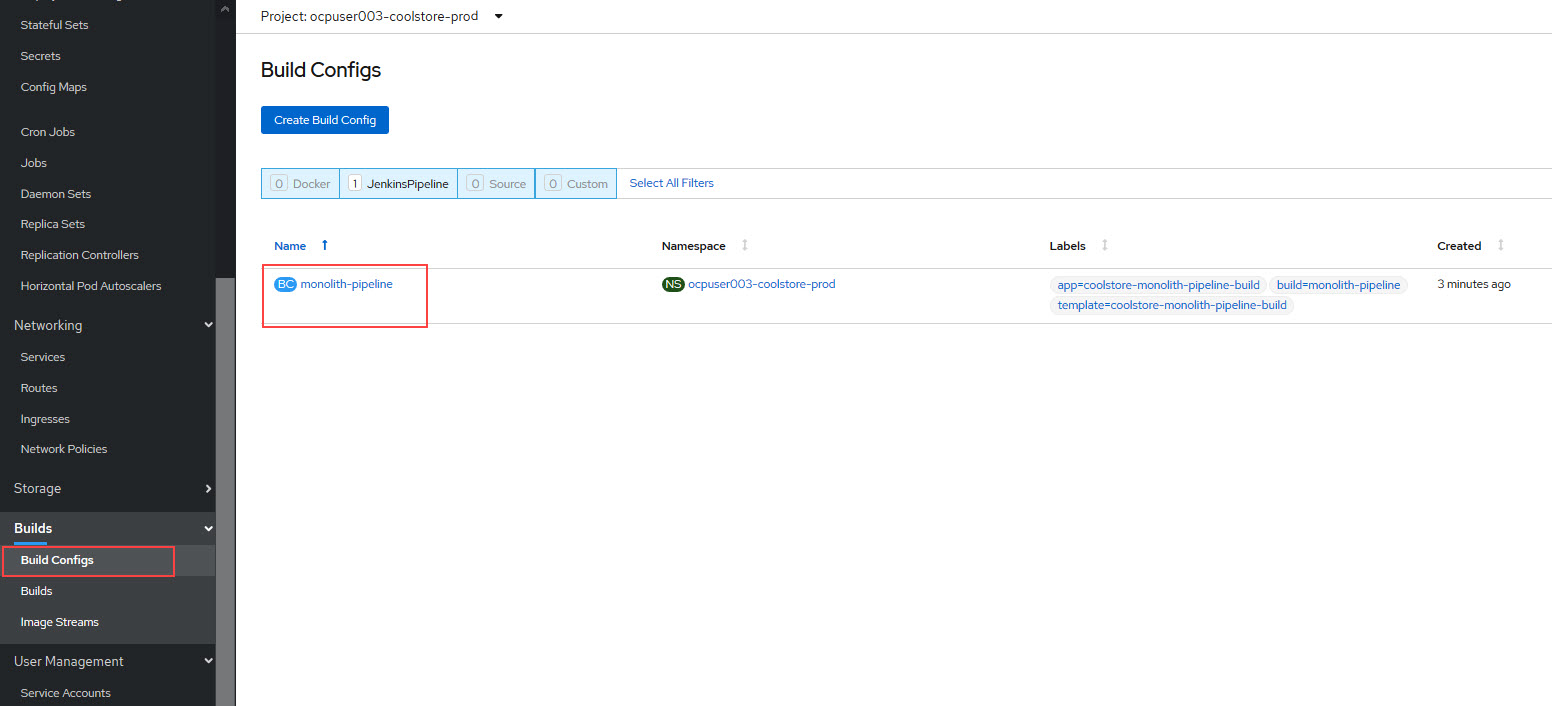 Project: ocpuser003-coolstore-prod
Stateful Sets
Secrets
Config Maps
Cron Jobs
Jobs
Daemon Sets
Replica Sets
Replication Controllers
Horizontal Pod Autoscalers
Networking
Services
Routes
Ingresses
Network Policies
Storage
Builds
Build Configs
Builds
Image Streams
User Management
Service Accounts
Build Configs
Create Build Config
0 Docker 1 JenkinsPipeline 0 Source 0 Custom Select All Filters
Name Namespace Labels Created
BC monolith-pipeline NS ocpuser003-coolstore-prod app=coolstore-monolith-pipeline-build build=monolith-pipeline 3 minutes ago
template=coolstore-monolith-pipeline-build